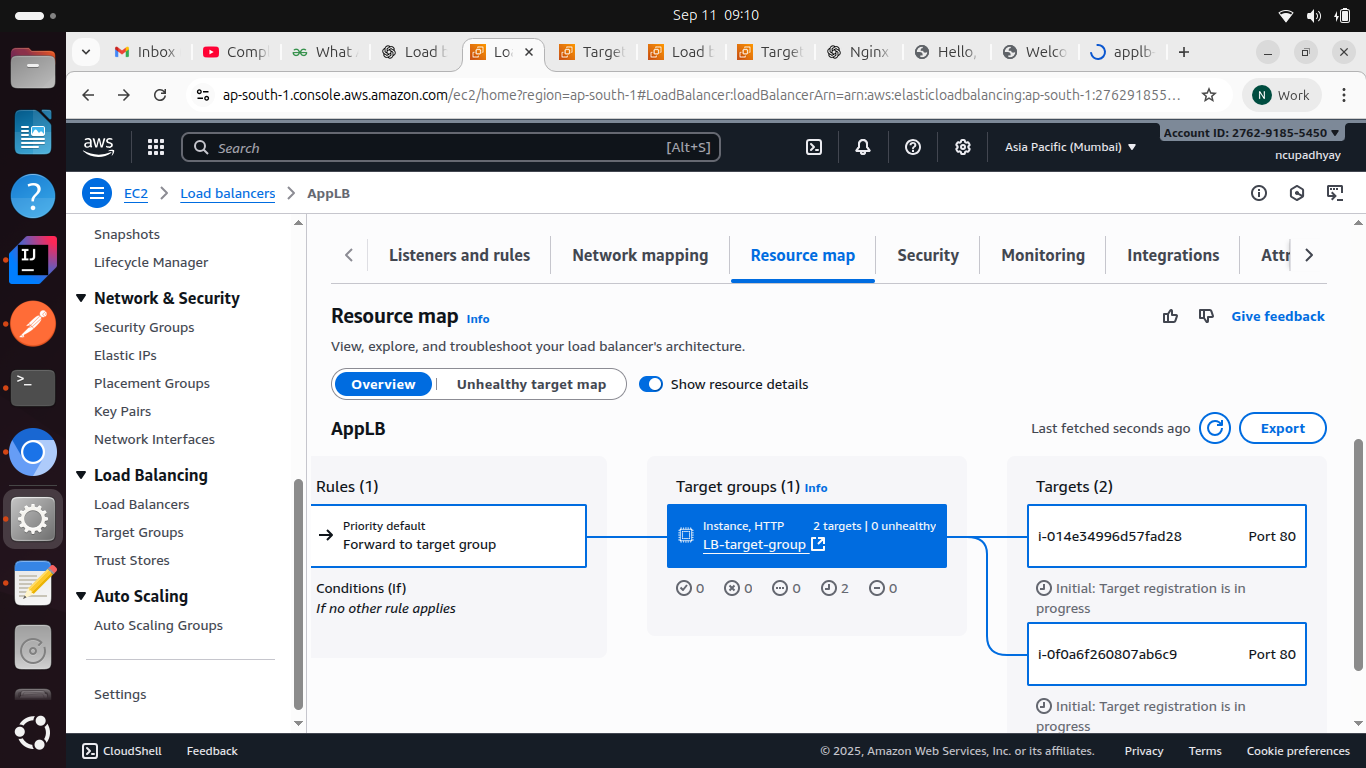 Sep 11 09:10
Inbox
Compl
What
Load b
Lo
Target
Load b
Target
Nginx
Hello,
Welco
applb-
ap-south-1.console.aws.amazon.com/ec2/home?region=ap-south-1#LoadBalancer:loadBalancerArn=arn:aws:elasticloadbalancing:ap-south-1:276291855...
N Work
aws
Search [Alt+S]
Asia Pacific (Mumbai)
Account ID: 2762-9185-5450
ncupadhyay
EC2
Load balancers
AppLB
Snapshots
Lifecycle Manager
Network & Security
Security Groups
Elastic IPs
Placement Groups
Key Pairs
Network Interfaces
Load Balancing
Load Balancers
Target Groups
Trust Stores
Auto Scaling
Auto Scaling Groups
Settings
Listeners and rules
Network mapping
Resource map
Security
Monitoring
Integrations
Attr
Resource map Info
Give feedback
View, explore, and troubleshoot your load balancer's architecture.
Overview
Unhealthy target map
Show resource details
AppLB
Last fetched seconds ago
Export
Rules (1)
Priority default
Forward to target group
Conditions (If)
If no other rule applies
Target groups (1) Info
Instance, HTTP 2 targets | 0 unhealthy
LB-target-group
0 0 0 2 0
Targets (2)
i-014e34996d57fad28 Port 80
Initial: Target registration is in
progress
i-0f0a6f260807ab6c9 Port 80
Initial: Target registration is in
progress
CloudShell
Feedback
© 2025, Amazon Web Services, Inc. or its affiliates.
Privacy
Terms
Cookie preferences